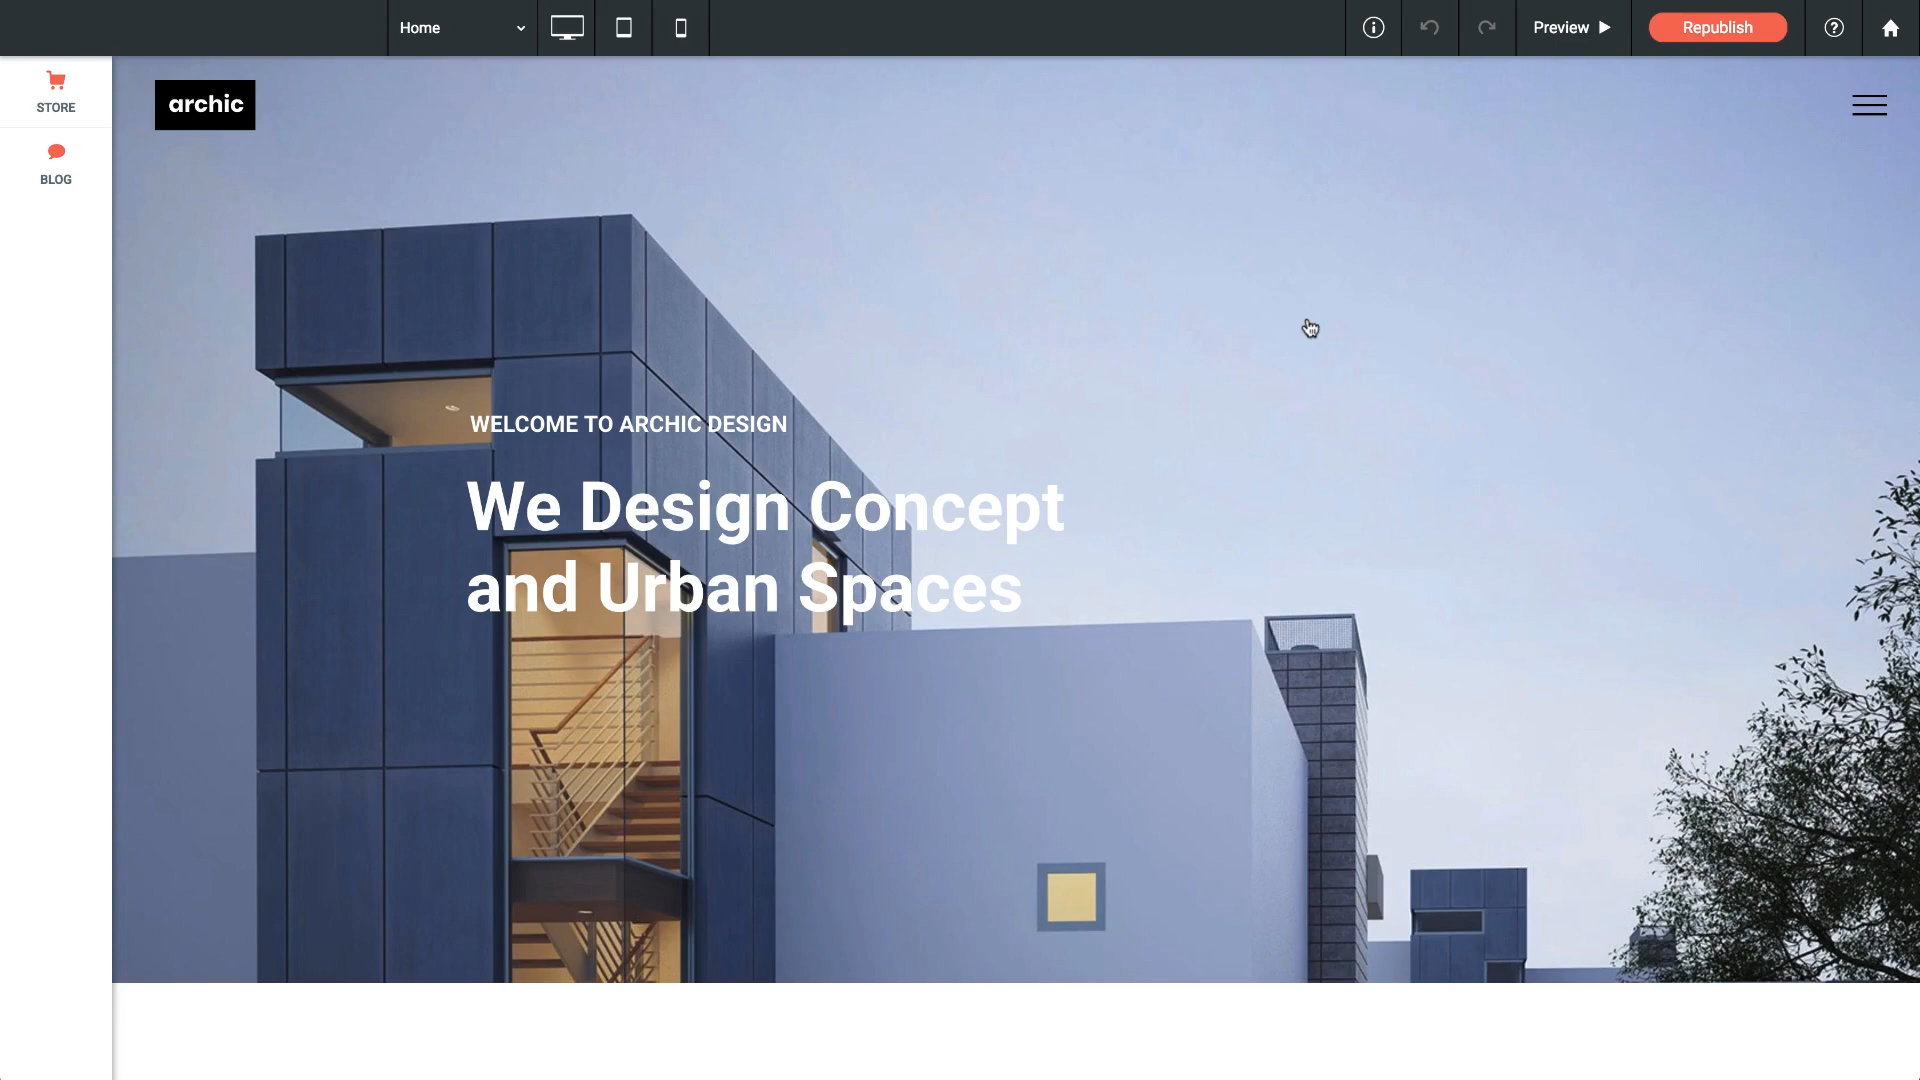 Home
Preview
Republish
STORE
BLOG
archic
WELCOME TO ARCHIC DESIGN
We Design Concept
and Urban Spaces